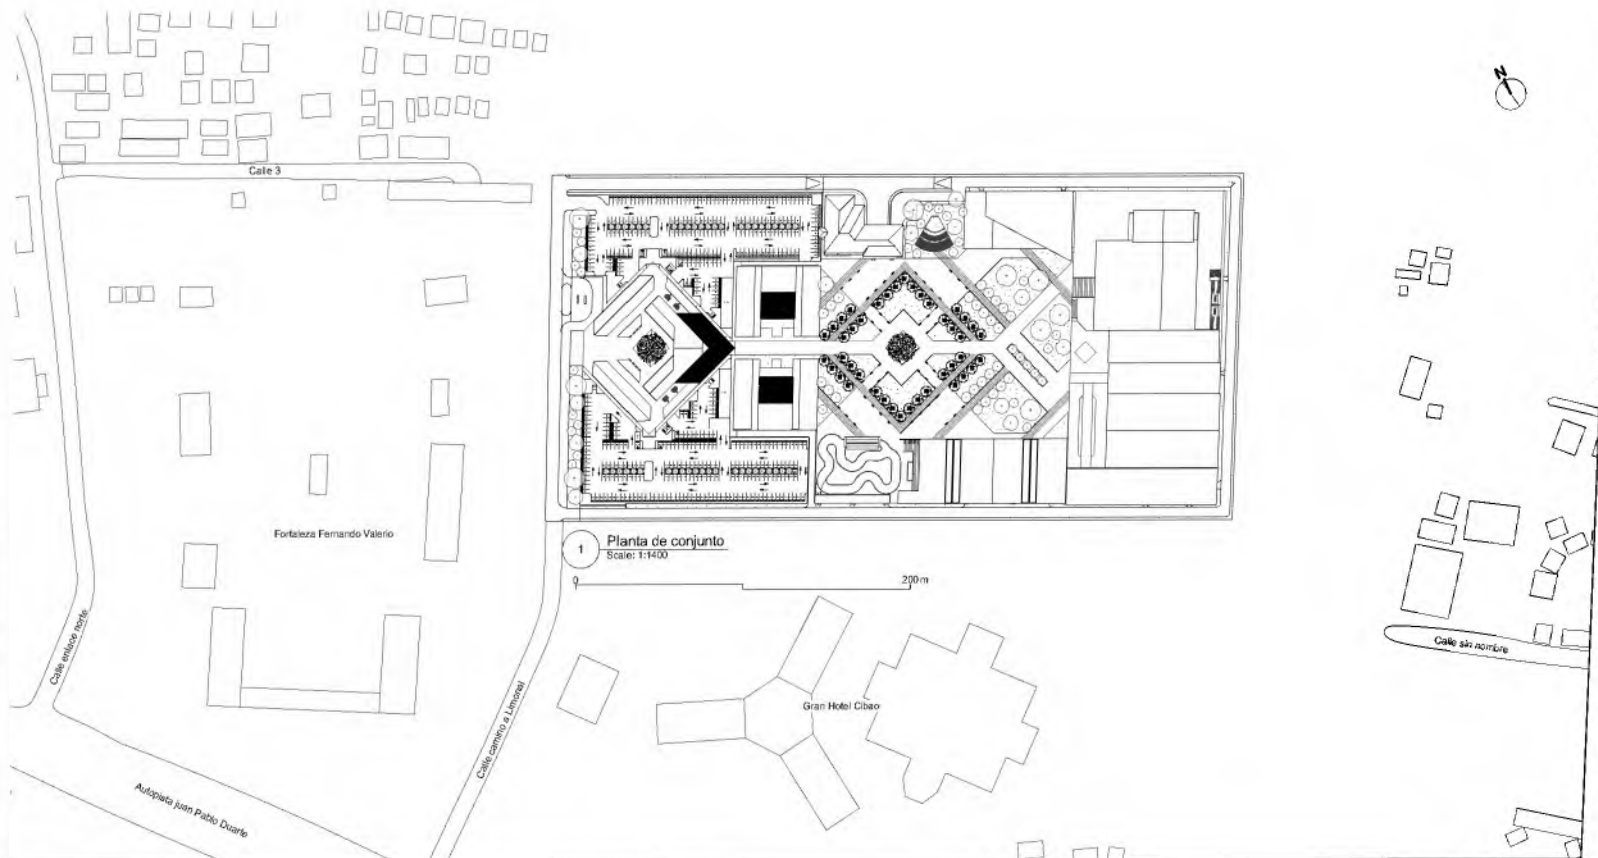 N
Calle 3
Fortaleza Fernando Valerio
1
Planta de conjunto
Scale: 1:1400
0
200 m
Calle enlace norte
Calle camino a Limonal
Gran Hotel Cibao
Calle sin nombre
Autopista juan Pablo Duarte